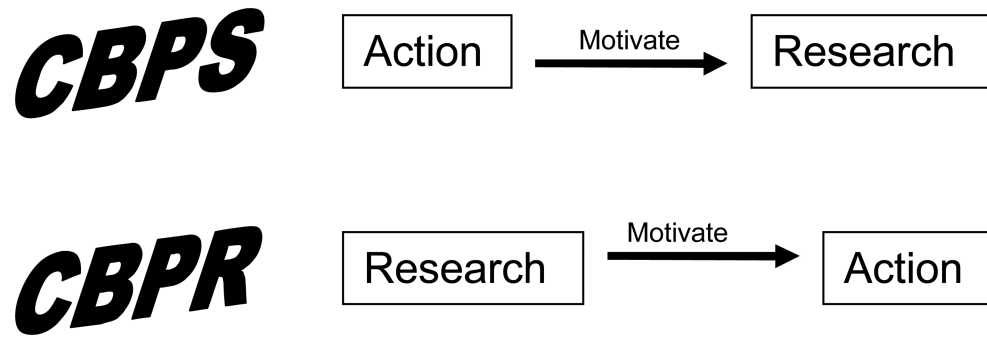 CBPS
Action
Motivate
Research
CBPR
Research
Motivate
Action